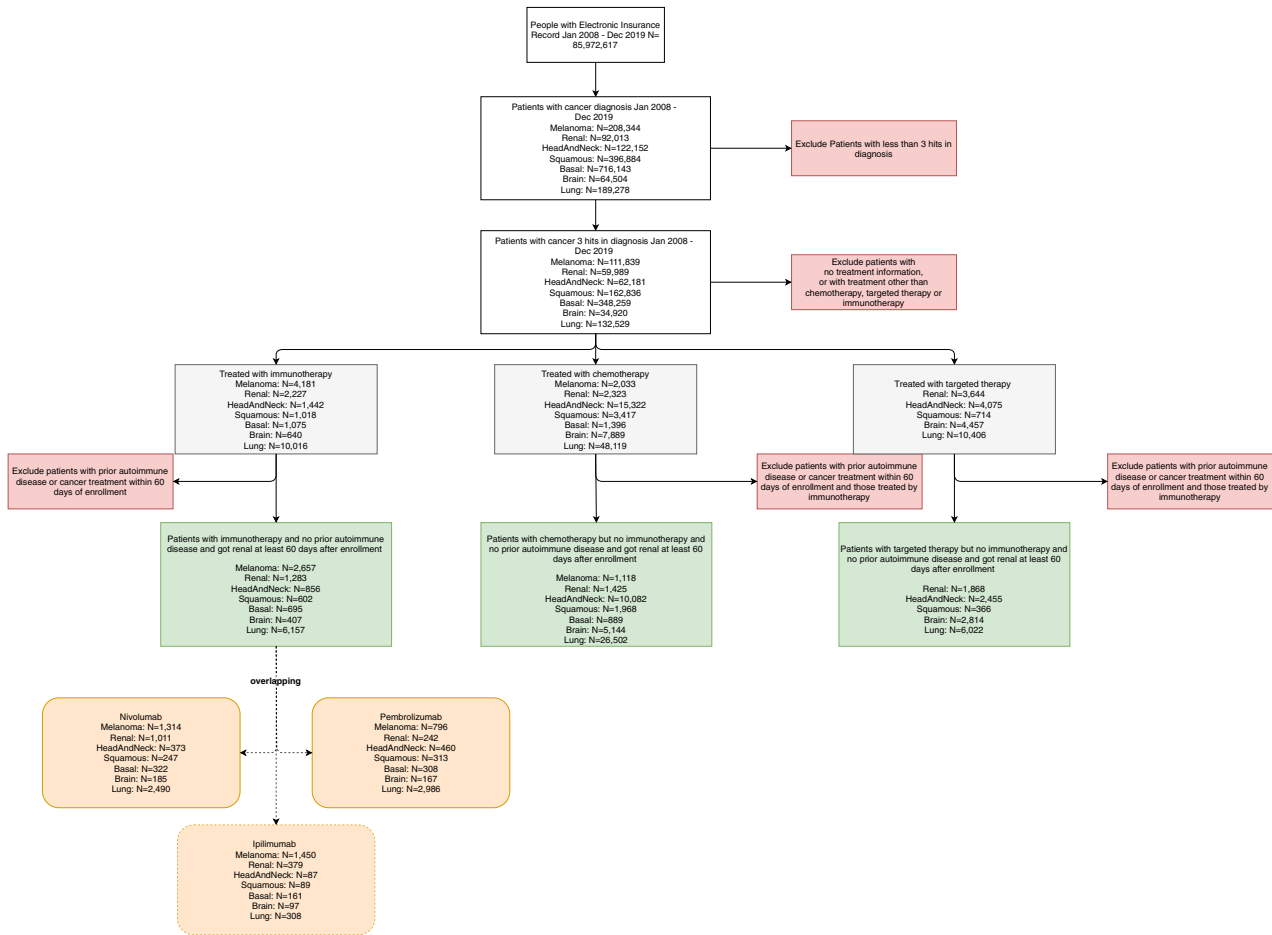 People with Electronic Insurance
Record Jan 2008 - Dec 2019 N=
85,972,617
Patients with cancer diagnosis Jan 2008 -
Dec 2019
Melanoma: N=208,344
Renal: N=92,013
HeadAndNeck: N=122,152
Squamous: N=396,884
Basal: N=716,143
Brain: N=64,504
Lung: N=189,278
Exclude Patients with less than 3 hits in
diagnosis
Patients with cancer 3 hits in diagnosis Jan 2008 -
Dec 2019
Melanoma: N=111,839
Renal: N=59,989
HeadAndNeck: N=62,181
Squamous: N=162,836
Basal: N=348,259
Brain: N=34,920
Lung: N=132,529
Exclude patients with
no treatment information,
or with treatment other than
chemotherapy, targeted therapy or
immunotherapy
Treated with immunotherapy
Melanoma: N=4,181
Renal: N=2,227
HeadAndNeck: N=1,442
Squamous: N=1,018
Basal: N=1,075
Brain: N=640
Lung: N=10,016
Treated with chemotherapy
Melanoma: N=2,033
Renal: N=2,323
HeadAndNeck: N=15,322
Squamous: N=3,417
Basal: N=1,396
Brain: N=7,889
Lung: N=48,119
Treated with targeted therapy
Renal: N=3,644
HeadAndNeck: N=4,075
Squamous: N=714
Brain: N=4,457
Lung: N=10,406
Exclude patients with prior autoimmune
disease or cancer treatment within 60
days of enrollment
Exclude patients with prior autoimmune
disease or cancer treatment within 60
days of enrollment and those treated by
immunotherapy
Exclude patients with prior autoimmune
disease or cancer treatment within 60
days of enrollment and those treated by
immunotherapy
Patients with immunotherapy and no prior autoimmune
disease and got renal at least 60 days after enrollment
Melanoma: N=2,657
Renal: N=1,283
HeadAndNeck: N=856
Squamous: N=602
Basal: N=695
Brain: N=407
Lung: N=6,157
Patients with chemotherapy but no immunotherapy and
no prior autoimmune disease and got renal at least 60
days after enrollment
Melanoma: N=1,118
Renal: N=1,425
HeadAndNeck: N=10,082
Squamous: N=1,968
Basal: N=889
Brain: N=5,144
Lung: N=26,502
Patients with targeted therapy but no immunotherapy and
no prior autoimmune disease and got renal at least 60
days after enrollment
Renal: N=1,868
HeadAndNeck: N=2,455
Squamous: N=366
Brain: N=2,814
Lung: N=6,022
overlapping
Nivolumab
Melanoma: N=1,314
Renal: N=1,011
HeadAndNeck: N=373
Squamous: N=247
Basal: N=322
Brain: N=185
Lung: N=2,490
Pembrolizumab
Melanoma: N=796
Renal: N=242
HeadAndNeck: N=460
Squamous: N=313
Basal: N=308
Brain: N=167
Lung: N=2,986
Ipilimumab
Melanoma: N=1,450
Renal: N=379
HeadAndNeck: N=87
Squamous: N=89
Basal: N=161
Brain: N=97
Lung: N=308